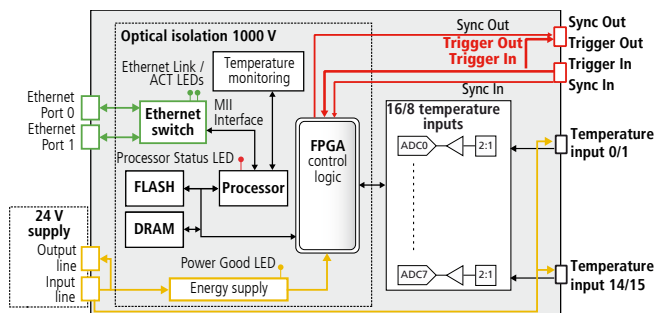 Optical isolation 1000 V
Sync Out
Trigger Out
Trigger In
Sync In
Sync Out
Trigger Out
Trigger In
Sync In
Ethernet Link /
ACT LEDs
Temperature
monitoring
Ethernet
Port 0
Ethernet
Port 1
Ethernet
switch
MII
Interface
Processor Status LED
FLASH
DRAM
Processor
FPGA
control
logic
16/8 temperature
inputs
ADC0
2:1
ADC7
2:1
Temperature
input 0/1
Temperature
input 14/15
24 V
supply
Output
line
Input
line
Power Good LED
Energy supply